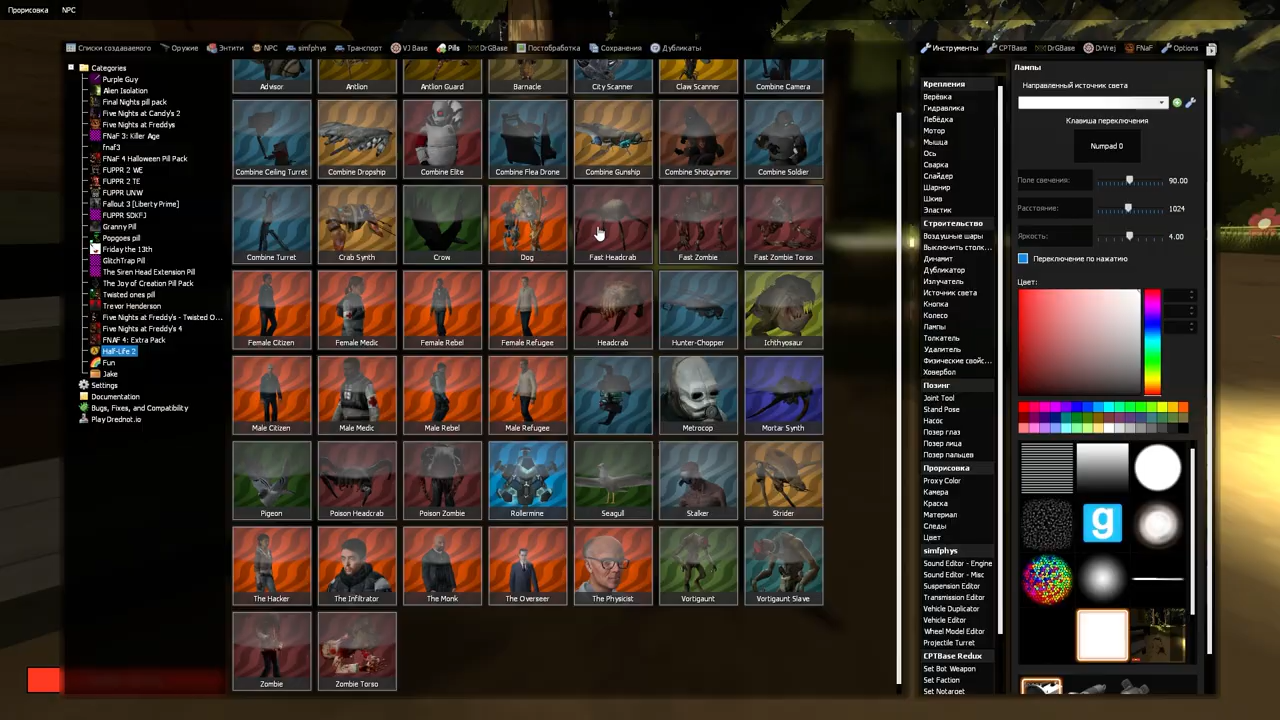 Прорисовка NPC
Списки создаваемого Оружие Энтити NPC simfphys Транспорт VJ Base Pills DrGBase Постобработка Сохранения Дубликаты
Categories
Purple Guy
Alien Isolation
Final Nights pill pack
Five Nights at Candy's 2
Five Nights at Freddys
FNaF 3: Killer Age
fnaf3
FNAF 4 Halloween Pill Pack
FUPPR 2 WE
FUPPR 2 TE
FUPPR UNW
Fallout 3 [Liberty Prime]
FUPPR SDKFJ
Granny Pill
Popgoes pill
Friday the 13th
GlitchTrap Pill
The Siren Head Extension Pill
The Joy of Creation Pill Pack
Twisted ones pill
Trevor Henderson
Five Nights at Freddy's - Twisted O...
Five Nights at Freddy's 4
FNAF 4: Extra Pack
Half-Life 2
Fun
Jake
Settings
Documentation
Bugs, Fixes, and Compatibility
Play Drednot.io
Advisor Antlion Antlion Guard Barnacle City Scanner Claw Scanner Combine Camera
Combine Ceiling Turret Combine Dropship Combine Elite Combine Flea Drone Combine Gunship Combine Shotgunner Combine Soldier
Combine Turret Crab Synth Crow Dog Fast Headcrab Fast Zombie Fast Zombie Torso
Female Citizen Female Medic Female Rebel Female Refugee Headcrab Hunter-Chopper Ichthyosaur
Male Citizen Male Medic Male Rebel Male Refugee Metrocop Mortar Synth
Pigeon Poison Headcrab Poison Zombie Rollermine Seagull Stalker Strider
The Hacker The Infiltrator The Monk The Overseer The Physicist Vortigaunt Vortigaunt Slave
Zombie Zombie Torso
Инструменты CPTBase DrGBase DrVrej FNaF Options
Крепления
Верёвка
Гидравлика
Лебёдка
Мотор
Мышца
Ось
Сварка
Слайдер
Шарнир
Шкив
Эластик
Строительство
Воздушные шары
Выключить столк...
Динамит
Дубликатор
Излучатель
Источник света
Кнопка
Колесо
Лампы
Толкатель
Удалитель
Физические свойс...
Ховербол
Позинг
Joint Tool
Stand Pose
Насос
Позер глаз
Позер лица
Позер пальцев
Прорисовка
Proxy Color
Камера
Краска
Материал
Следы
Цвет
simfphys
Sound Editor - Engine
Sound Editor - Misc
Suspension Editor
Transmission Editor
Vehicle Duplicator
Vehicle Editor
Wheel Model Editor
Projectile Turret
CPTBase Redux
Set Bot Weapon
Set Faction
Set Notarget
Лампы
Направленный источник света
Клавиша переключения
Numpad 0
Поле свечения: 90.00
Расстояние: 1024
Яркость: 4.00
Переключение по нажатию
Цвет:
g